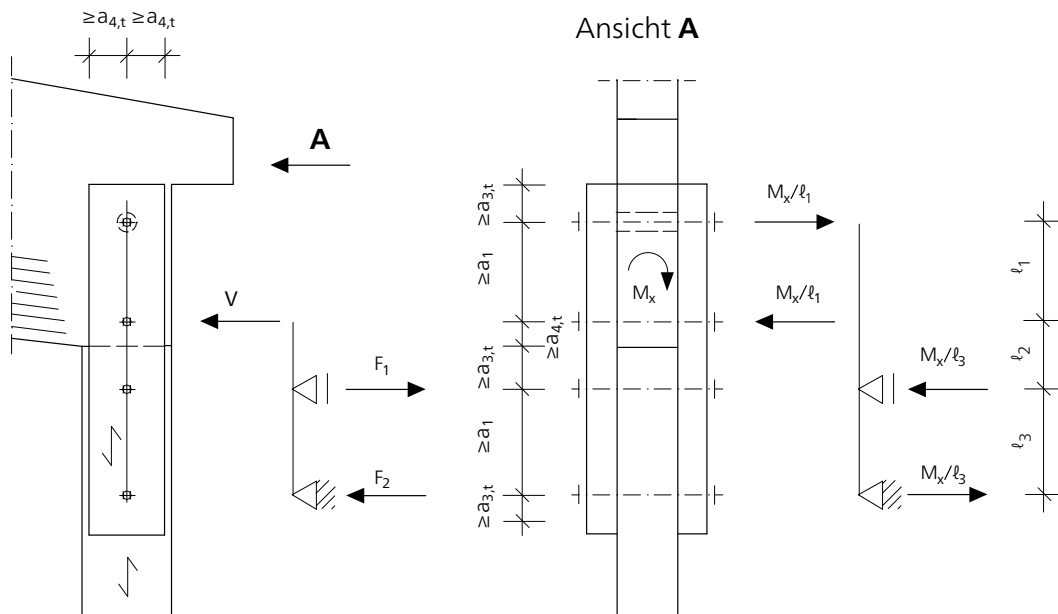 ≥a4,t ≥a4,t
Ansicht A
A
V
F1
F2
≥a3,t
≥a1
≥a3,t
≥a4,t
≥a1
≥a3,t
Mx
Mx/ℓ1
Mx/ℓ1
Mx/ℓ3
Mx/ℓ3
ℓ1
ℓ2
ℓ3